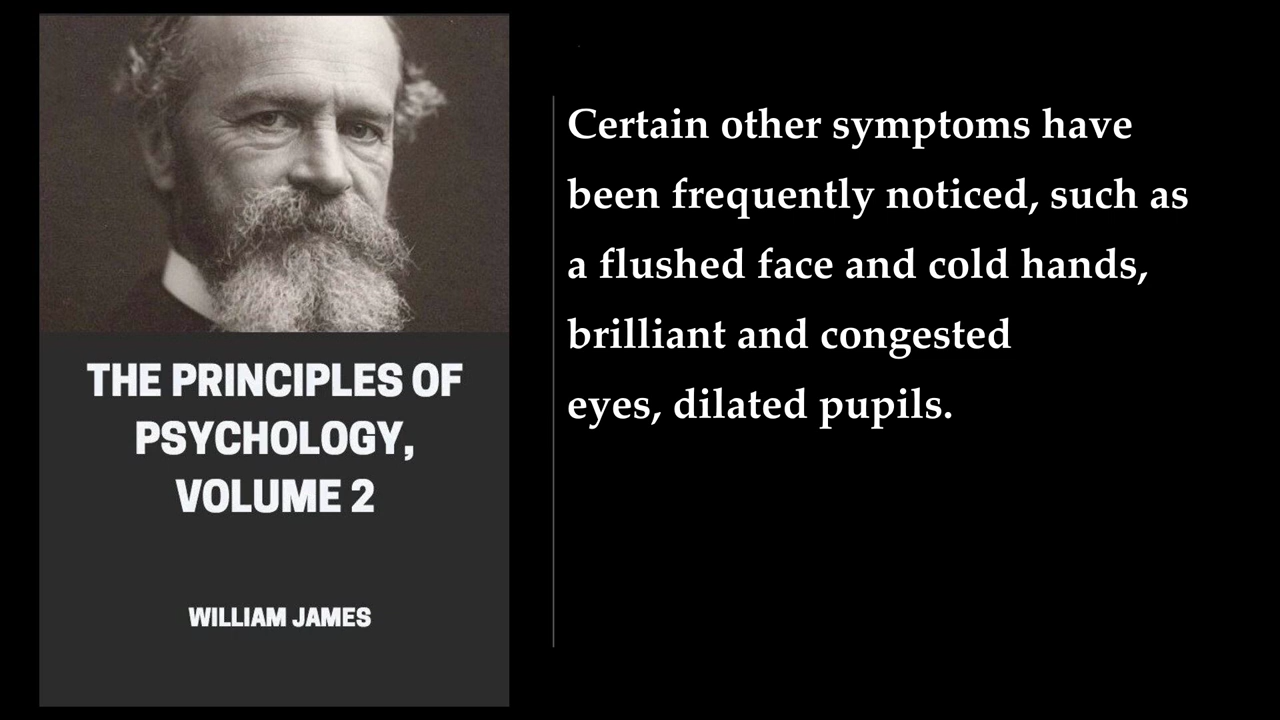 THE PRINCIPLES OF
PSYCHOLOGY,
VOLUME 2
WILLIAM JAMES
Certain other symptoms have
been frequently noticed, such as
a flushed face and cold hands,
brilliant and congested
eyes, dilated pupils.